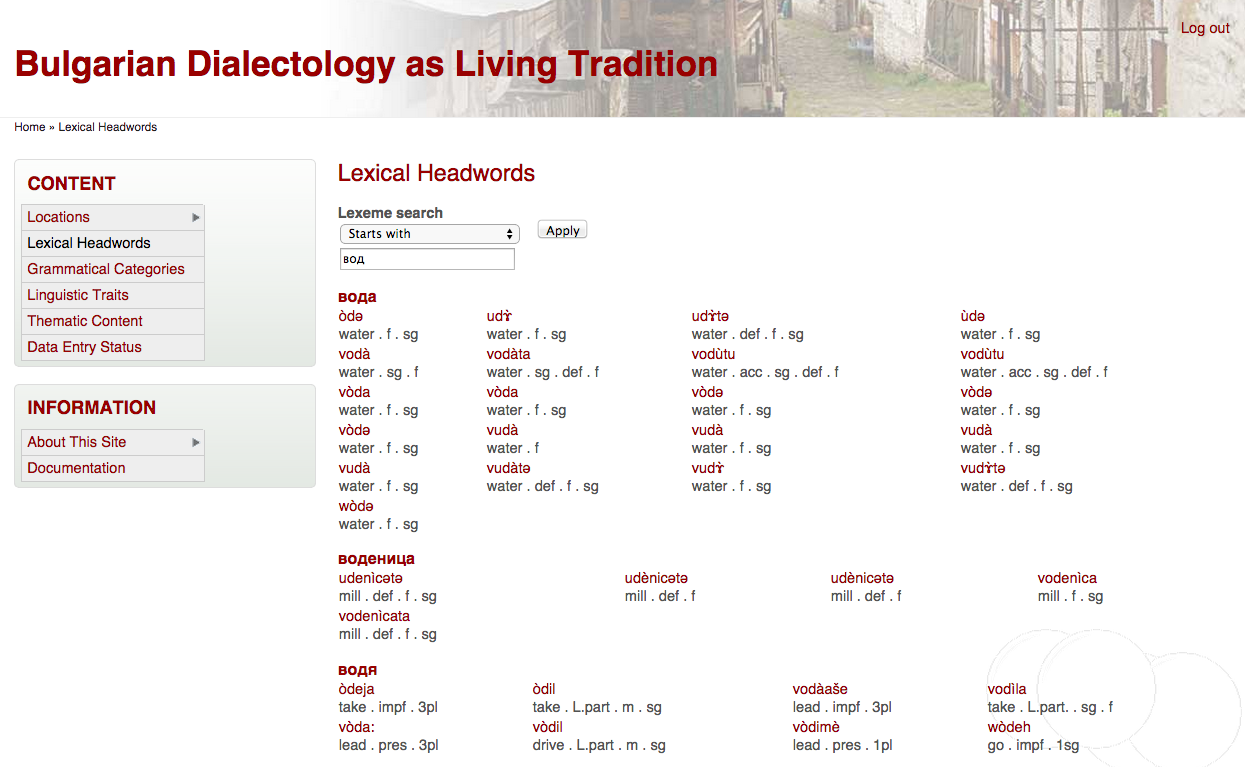 Log out
Bulgarian Dialectology as Living Tradition
Home » Lexical Headwords
CONTENT
Locations
Lexical Headwords
Grammatical Categories
Linguistic Traits
Thematic Content
Data Entry Status
INFORMATION
About This Site
Documentation
Lexical Headwords
Lexeme search
Starts with Apply
вод
вода
òdə udɤ̀ udɤ̀tə ùdə
water . f . sg water . f . sg water . def . f . sg water . f . sg
vodà vodàta vodùtu vodùtu
water . sg . f water . sg . def . f water . acc . sg . def . f water . acc . sg . def . f
vòda vòda vòdə vòdə
water . f . sg water . f . sg water . f . sg water . f . sg
vòdə vudà vudà vudà
water . f . sg water . f water . f . sg water . f . sg
vudà vudàtə vudɤ̀ vudɤ̀tə
water . f . sg water . def . f . sg water . f . sg water . def . f . sg
wòdə
water . f . sg
воденица
udenìcətə udènicətə udènicətə vodenìca
mill . def . f . sg mill . def . f mill . def . f mill . f . sg
vodenìcata
mill . def . f . sg
водя
òdeja òdil vodàaše vodìla
take . impf . 3pl take . L.part . m . sg lead . impf . 3pl take . L.part. . sg . f
vòda: vòdil vòdimè wòdeh
lead . pres . 3pl drive . L.part . m . sg lead . pres . 1pl go . impf . 1sg